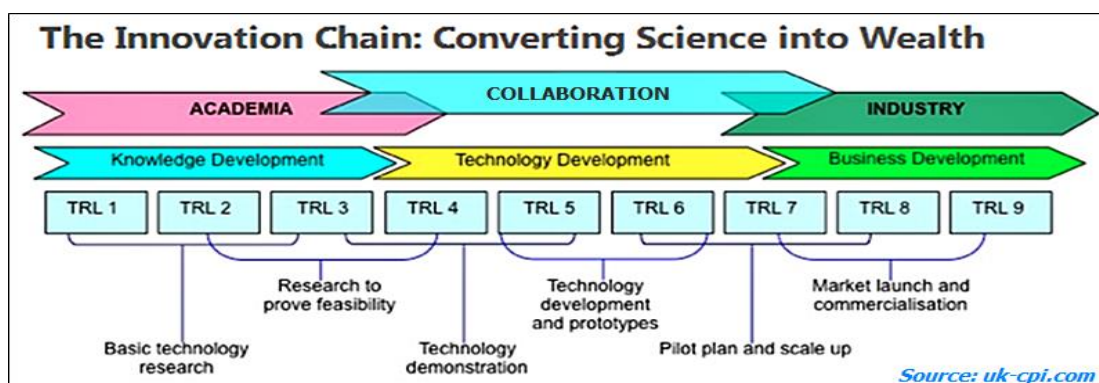 The Innovation Chain: Converting Science into Wealth
COLLABORATION
ACADEMIA
INDUSTRY
Knowledge Development
Technology Development
Business Development
TRL 1
TRL 2
TRL 3
TRL 4
TRL 5
TRL 6
TRL 7
TRL 8
TRL 9
Research to
prove feasibility
Technology
development
and prototypes
Market launch and
commercialisation
Basic technology
research
Technology
demonstration
Pilot plan and scale up
Source: uk-cpi.com